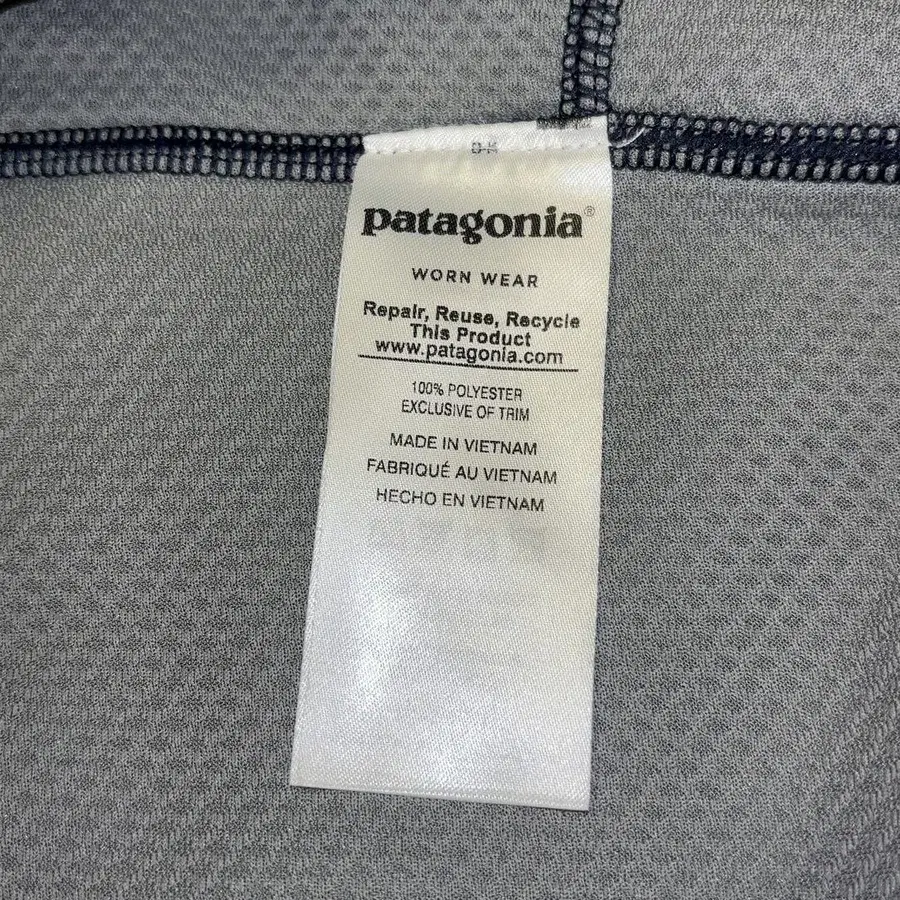 patagonia®
WORN WEAR
Repair, Reuse, Recycle
This Product
www.patagonia.com
100% POLYESTER
EXCLUSIVE OF TRIM
MADE IN VIETNAM
FABRIQUÉ AU VIETNAM
HECHO EN VIETNAM